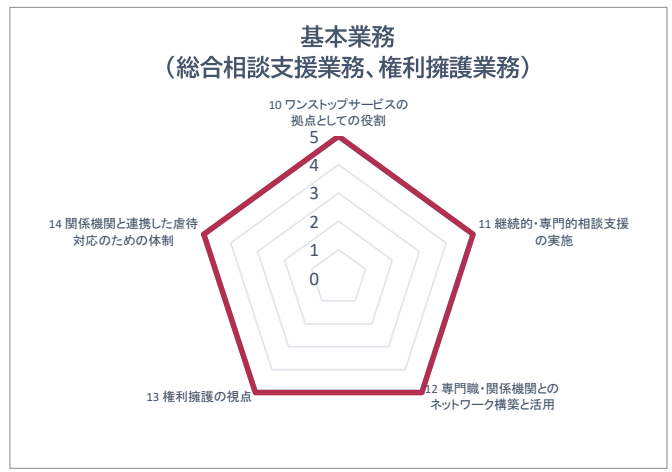 基本業務
（総合相談支援業務、権利擁護業務）
10 ワンストップサービスの
拠点としての役割
5
4
3
2
1
0
11 継続的・専門的相談支援
の実施
12 専門職・関係機関との
ネットワーク構築と活用
13 権利擁護の視点
14 関係機関と連携した虐待
対応のための体制